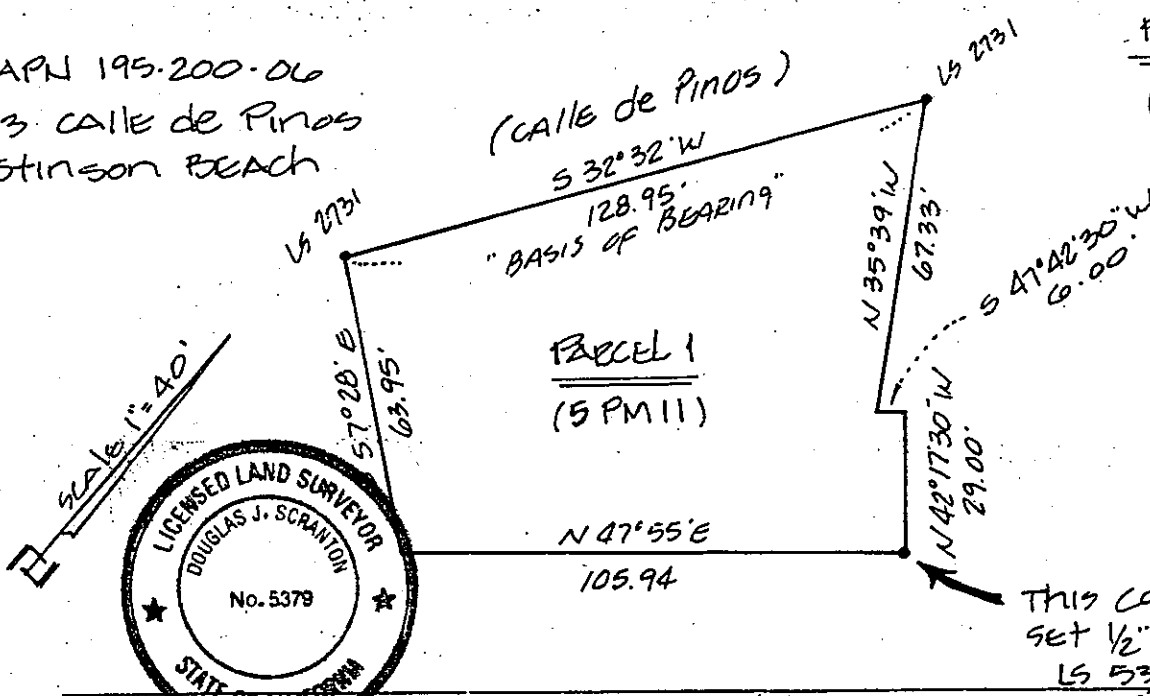 APN 195-200-06
3 CAllE de Pinos
Stinson BEACh
LS 2731
(CAllE de Pinos)
S 32°32'W
128.95'
"BASIS OF BEARING"
LS 2731
N 35°39'W
67.33'
S 47°42'30"W
6.00'
S 57°28'E
63.95'
PARCEL 1
(5 PM 11)
SCALE 1"=40'
N 42°17'30"W
29.00'
N 47°55'E
105.94
LICENSED LAND SURVEYOR
DOUGLAS J. SCRANTON
No. 5379
STATE OF
THIS
SET 1/2"
LS 53